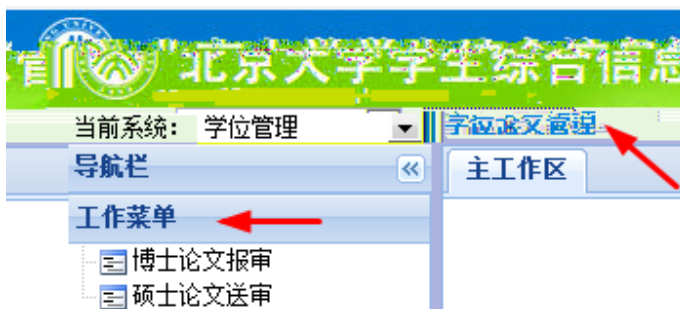 北京大学学生综合信息
当前系统： 学位管理 学位论文管理
导航栏
主工作区
工作菜单
博士论文报审
硕士论文送审